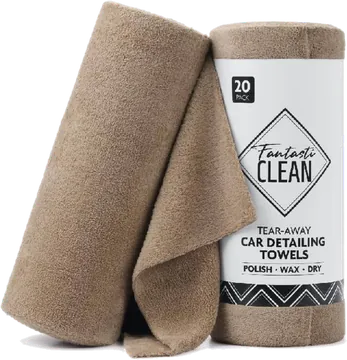 20
PACK
Fantasti
CLEAN
TEAR-AWAY
CAR DETAILING
TOWELS
POLISH · WAX · DRY